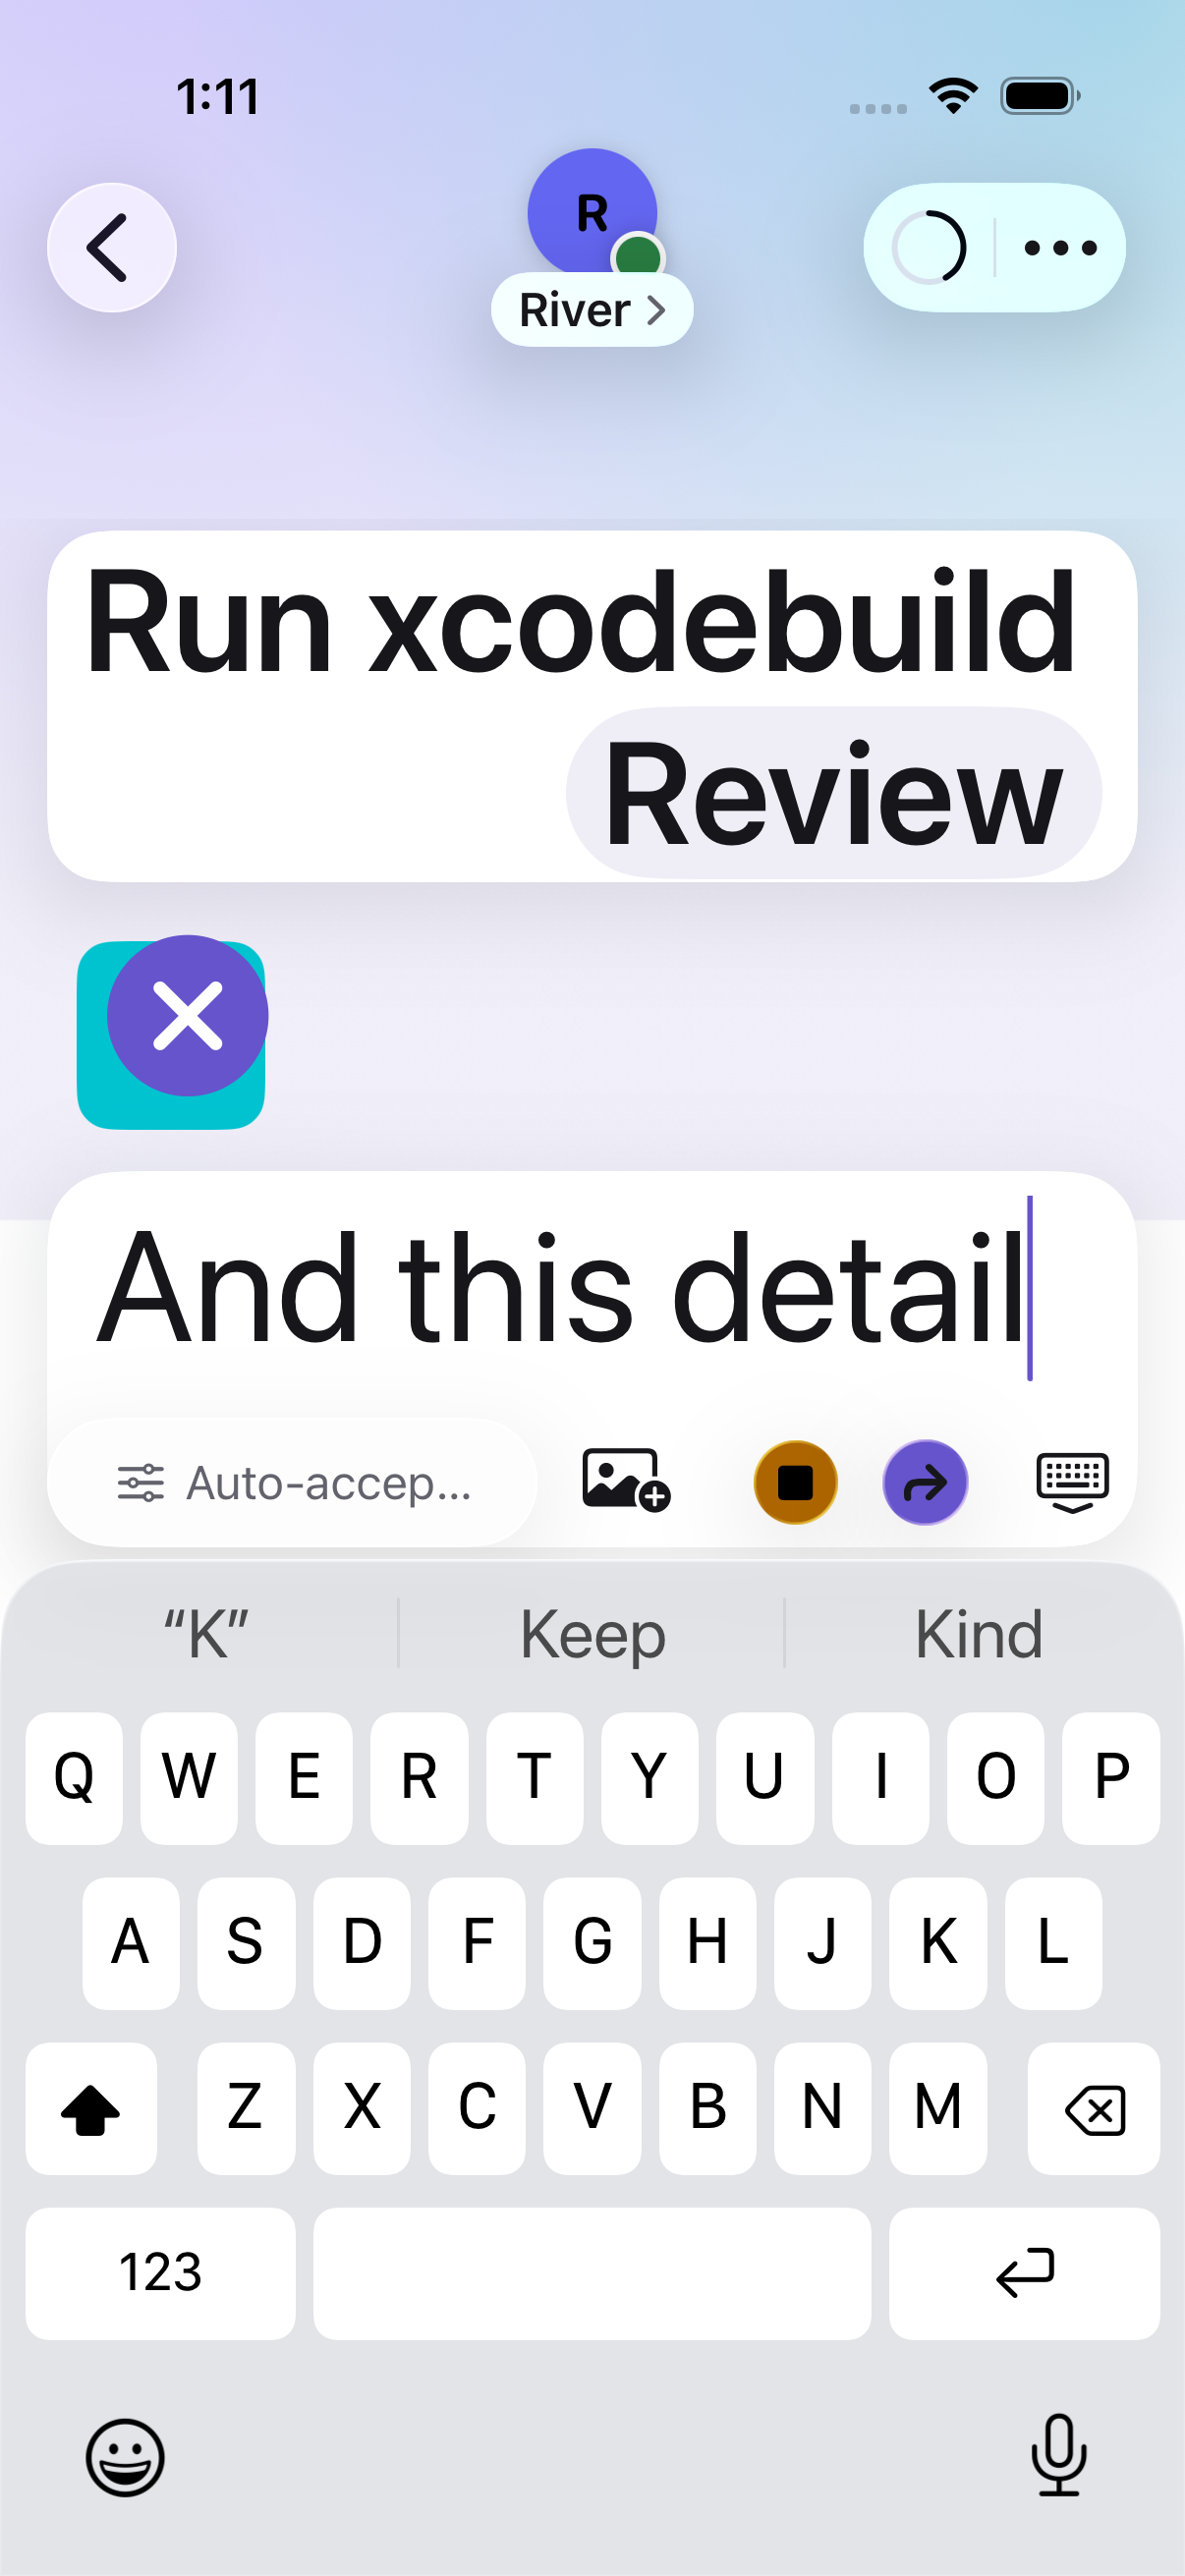 1:11
R
River
Run xcodebuild
Review
And this detail
Auto-accep...
“K” Keep Kind
Q W E R T Y U I O P
A S D F G H J K L
Z X C V B N M
123